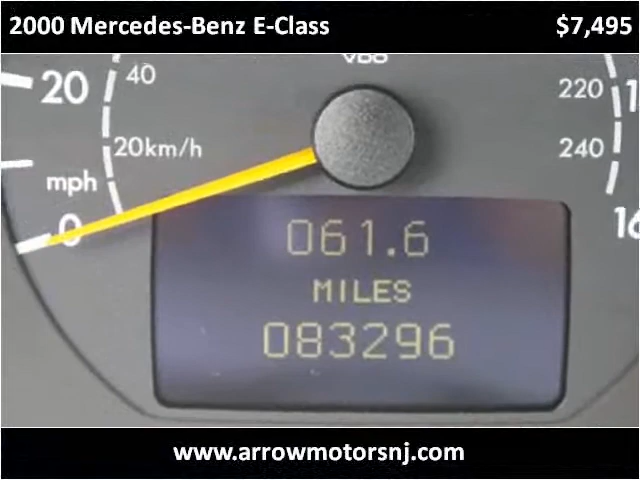 2000 Mercedes-Benz E-Class $7,495
VDO
40
20
220
20km/h
240
mph
0
061.6
MILES
083296
www.arrowmotorsnj.com